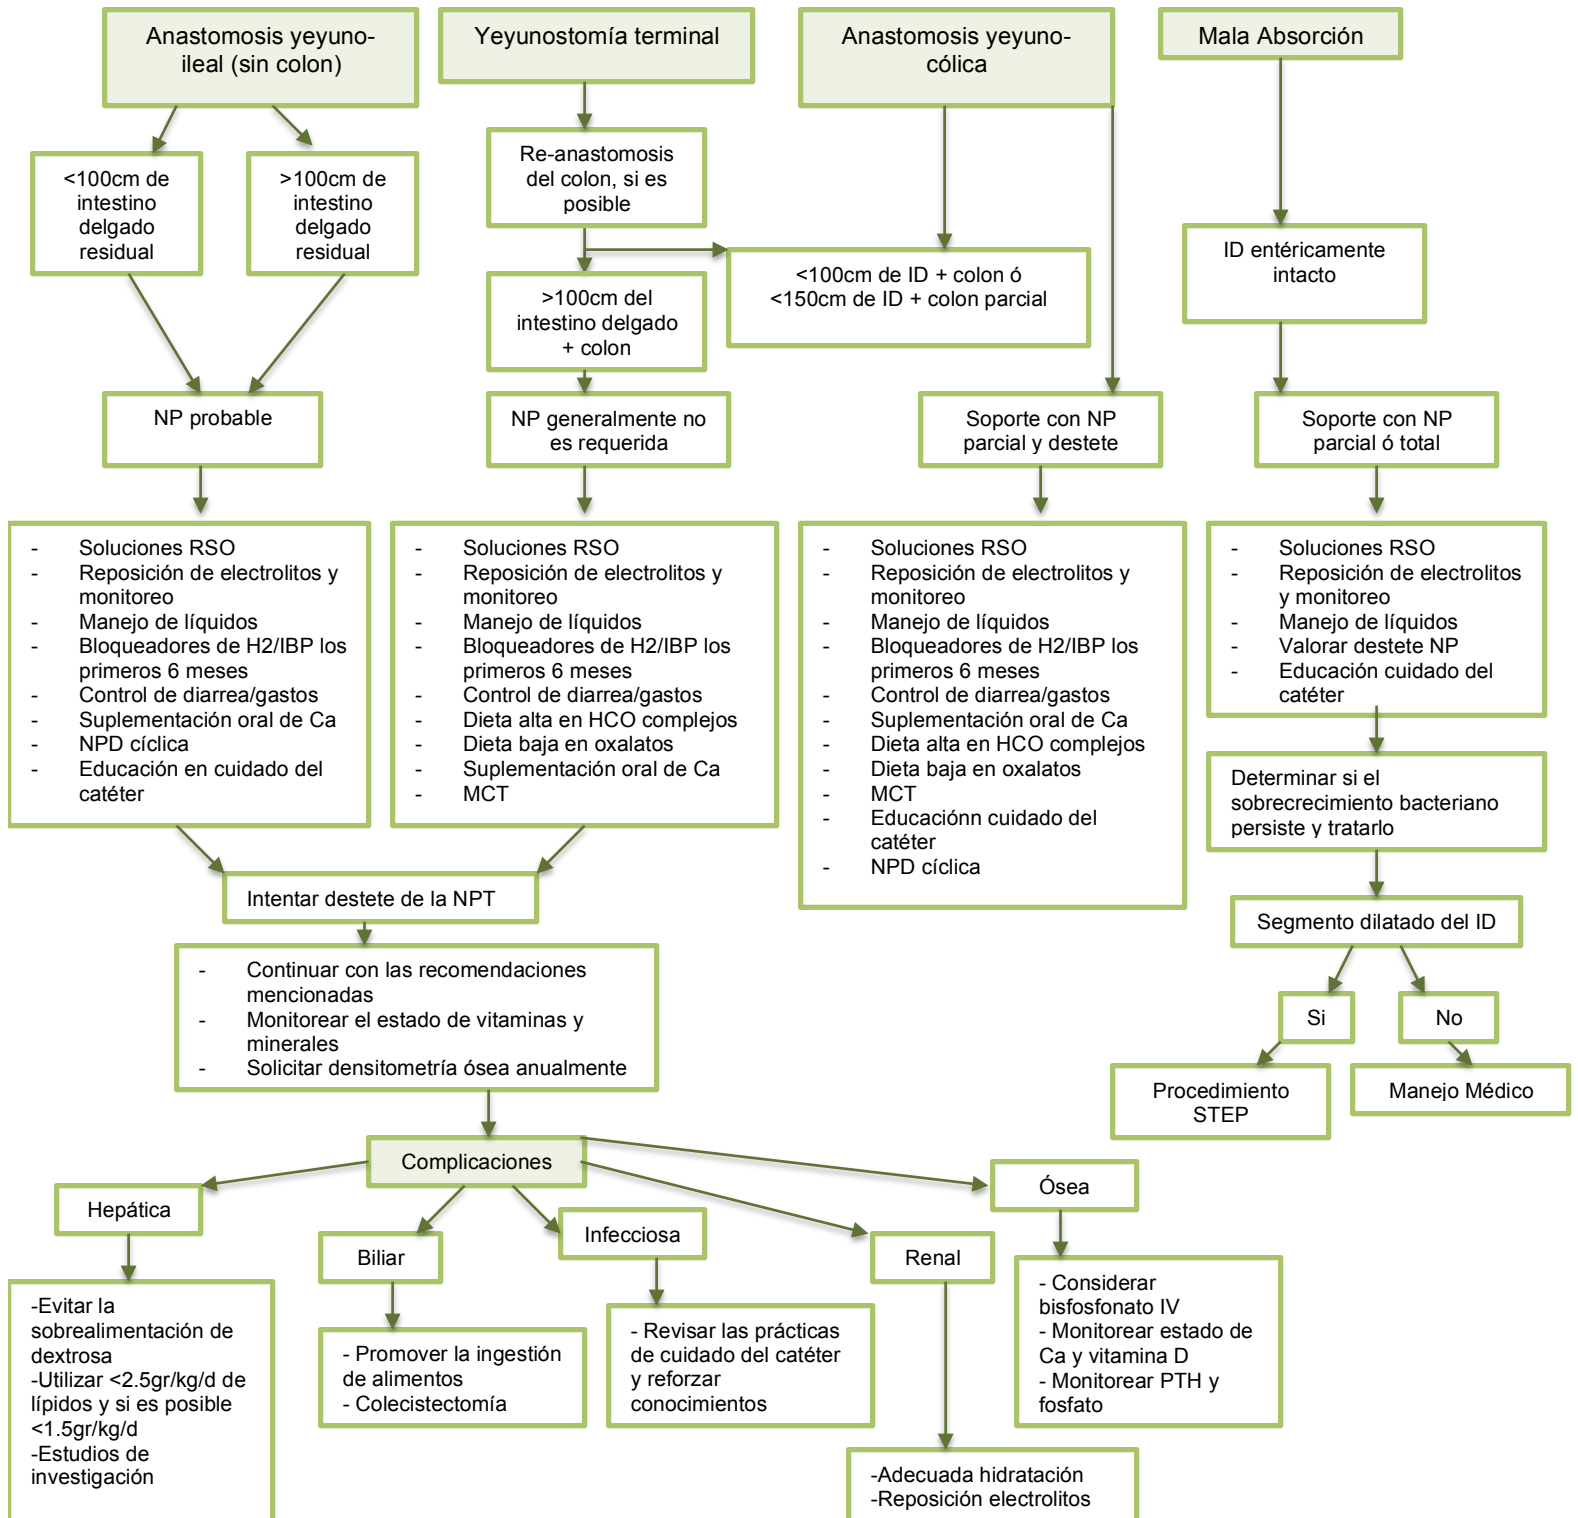 Anastomosis yeyuno-
ileal (sin colon)
Yeyunostomía terminal
Anastomosis yeyuno-
cólica
Mala Absorción
<100cm de
intestino
delgado
residual
>100cm de
intestino
delgado
residual
Re-anastomosis
del colon, si es
posible
>100cm del
intestino delgado
+ colon
<100cm de ID + colon ó
<150cm de ID + colon parcial
ID entéricamente
intacto
NP probable
NP generalmente no
es requerida
Soporte con NP
parcial y destete
Soporte con NP
parcial ó total
- Soluciones RSO
- Reposición de electrolitos y
monitoreo
- Manejo de líquidos
- Bloqueadores de H2/IBP los
primeros 6 meses
- Control de diarrea/gastos
- Suplementación oral de Ca
- NPD cíclica
- Educación en cuidado del
catéter
- Soluciones RSO
- Reposición de electrolitos y
monitoreo
- Manejo de líquidos
- Bloqueadores de H2/IBP los
primeros 6 meses
- Control de diarrea/gastos
- Dieta alta en HCO complejos
- Dieta baja en oxalatos
- Suplementación oral de Ca
- MCT
- Soluciones RSO
- Reposición de electrolitos y
monitoreo
- Manejo de líquidos
- Bloqueadores de H2/IBP los
primeros 6 meses
- Control de diarrea/gastos
- Suplementación oral de Ca
- Dieta alta en HCO complejos
- Dieta baja en oxalatos
- MCT
- Educaciónn cuidado del
catéter
- NPD cíclica
- Soluciones RSO
- Reposición de electrolitos
y monitoreo
- Manejo de líquidos
- Valorar destete NP
- Educación cuidado del
catéter
Determinar si el
sobrecrecimiento bacteriano
persiste y tratarlo
Segmento dilatado del ID
Si
No
Procedimiento
STEP
Manejo Médico
Intentar destete de la NPT
- Continuar con las recomendaciones
mencionadas
- Monitorear el estado de vitaminas y
minerales
- Solicitar densitometría ósea anualmente
Complicaciones
Hepática
Biliar
Infecciosa
Renal
Ósea
-Evitar la
sobrealimentación de
dextrosa
-Utilizar <2.5gr/kg/d de
lípidos y si es posible
<1.5gr/kg/d
-Estudios de
investigación
- Promover la ingestión
de alimentos
- Colecistectomía
- Revisar las prácticas
de cuidado del catéter
y reforzar
conocimientos
-Adecuada hidratación
-Reposición electrolitos
- Considerar
bisfosfonato IV
- Monitorear estado de
Ca y vitamina D
- Monitorear PTH y
fosfato